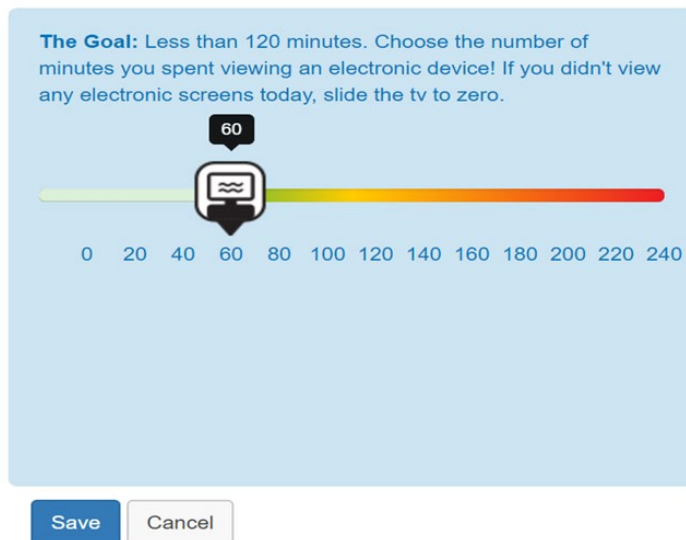 The Goal: Less than 120 minutes. Choose the number of
minutes you spent viewing an electronic device! If you didn't view
any electronic screens today, slide the tv to zero.
60
0 20 40 60 80 100 120 140 160 180 200 220 240
Save Cancel